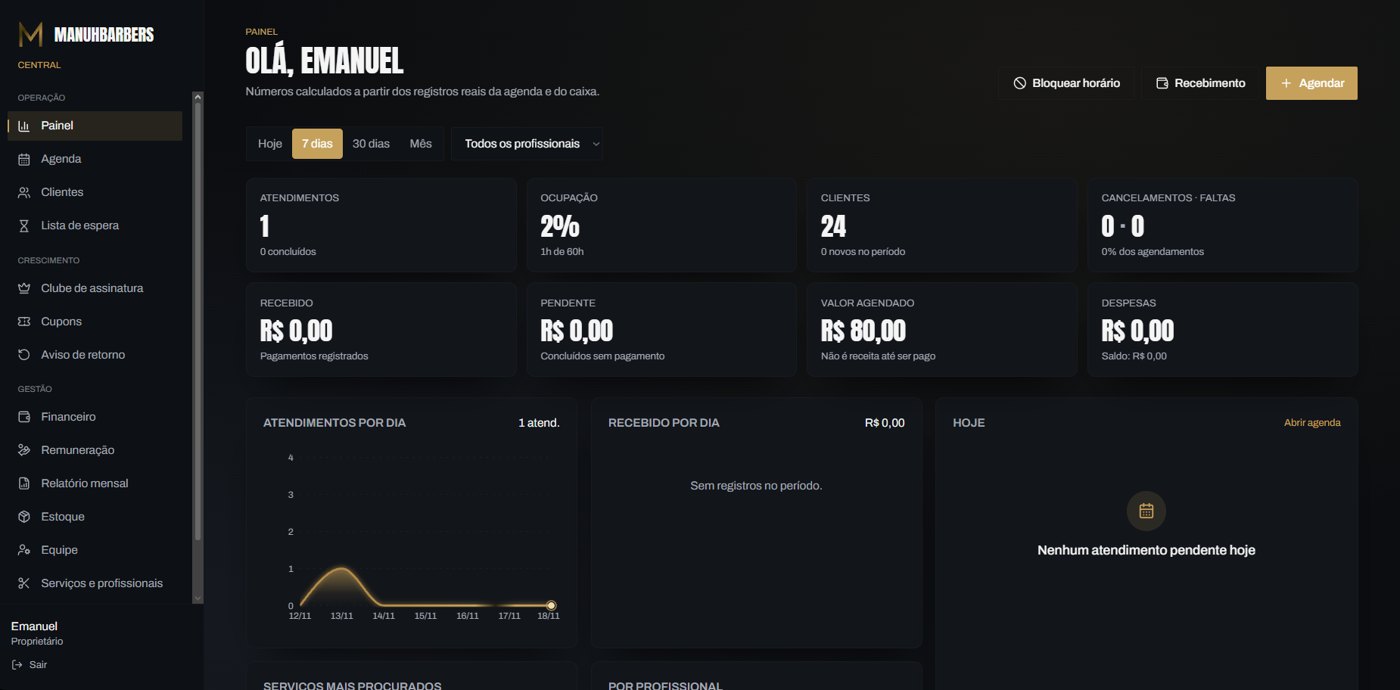 MANUHBARBERS
CENTRAL
OPERAÇÃO
Painel
Agenda
Clientes
Lista de espera
CRESCIMENTO
Clube de assinatura
Cupons
Aviso de retorno
GESTÃO
Financeiro
Remuneração
Relatório mensal
Estoque
Equipe
Serviços e profissionais
Emanuel
Proprietário
Sair
PAINEL
OLÁ, EMANUEL
Números calculados a partir dos registros reais da agenda e do caixa.
Bloquear horário Recebimento + Agendar
Hoje 7 dias 30 dias Mês Todos os profissionais
ATENDIMENTOS
1
0 concluídos
OCUPAÇÃO
2%
1h de 60h
CLIENTES
24
0 novos no período
CANCELAMENTOS · FALTAS
0 · 0
0% dos agendamentos
RECEBIDO
R$ 0,00
Pagamentos registrados
PENDENTE
R$ 0,00
Concluídos sem pagamento
VALOR AGENDADO
R$ 80,00
Não é receita até ser pago
DESPESAS
R$ 0,00
Saldo: R$ 0,00
ATENDIMENTOS POR DIA 1 atend.
4
3
2
1
0
12/11 13/11 14/11 15/11 16/11 17/11 18/11
RECEBIDO POR DIA R$ 0,00
Sem registros no período.
HOJE Abrir agenda
Nenhum atendimento pendente hoje
SERVIÇOS MAIS PROCURADOS
POR PROFISSIONAL